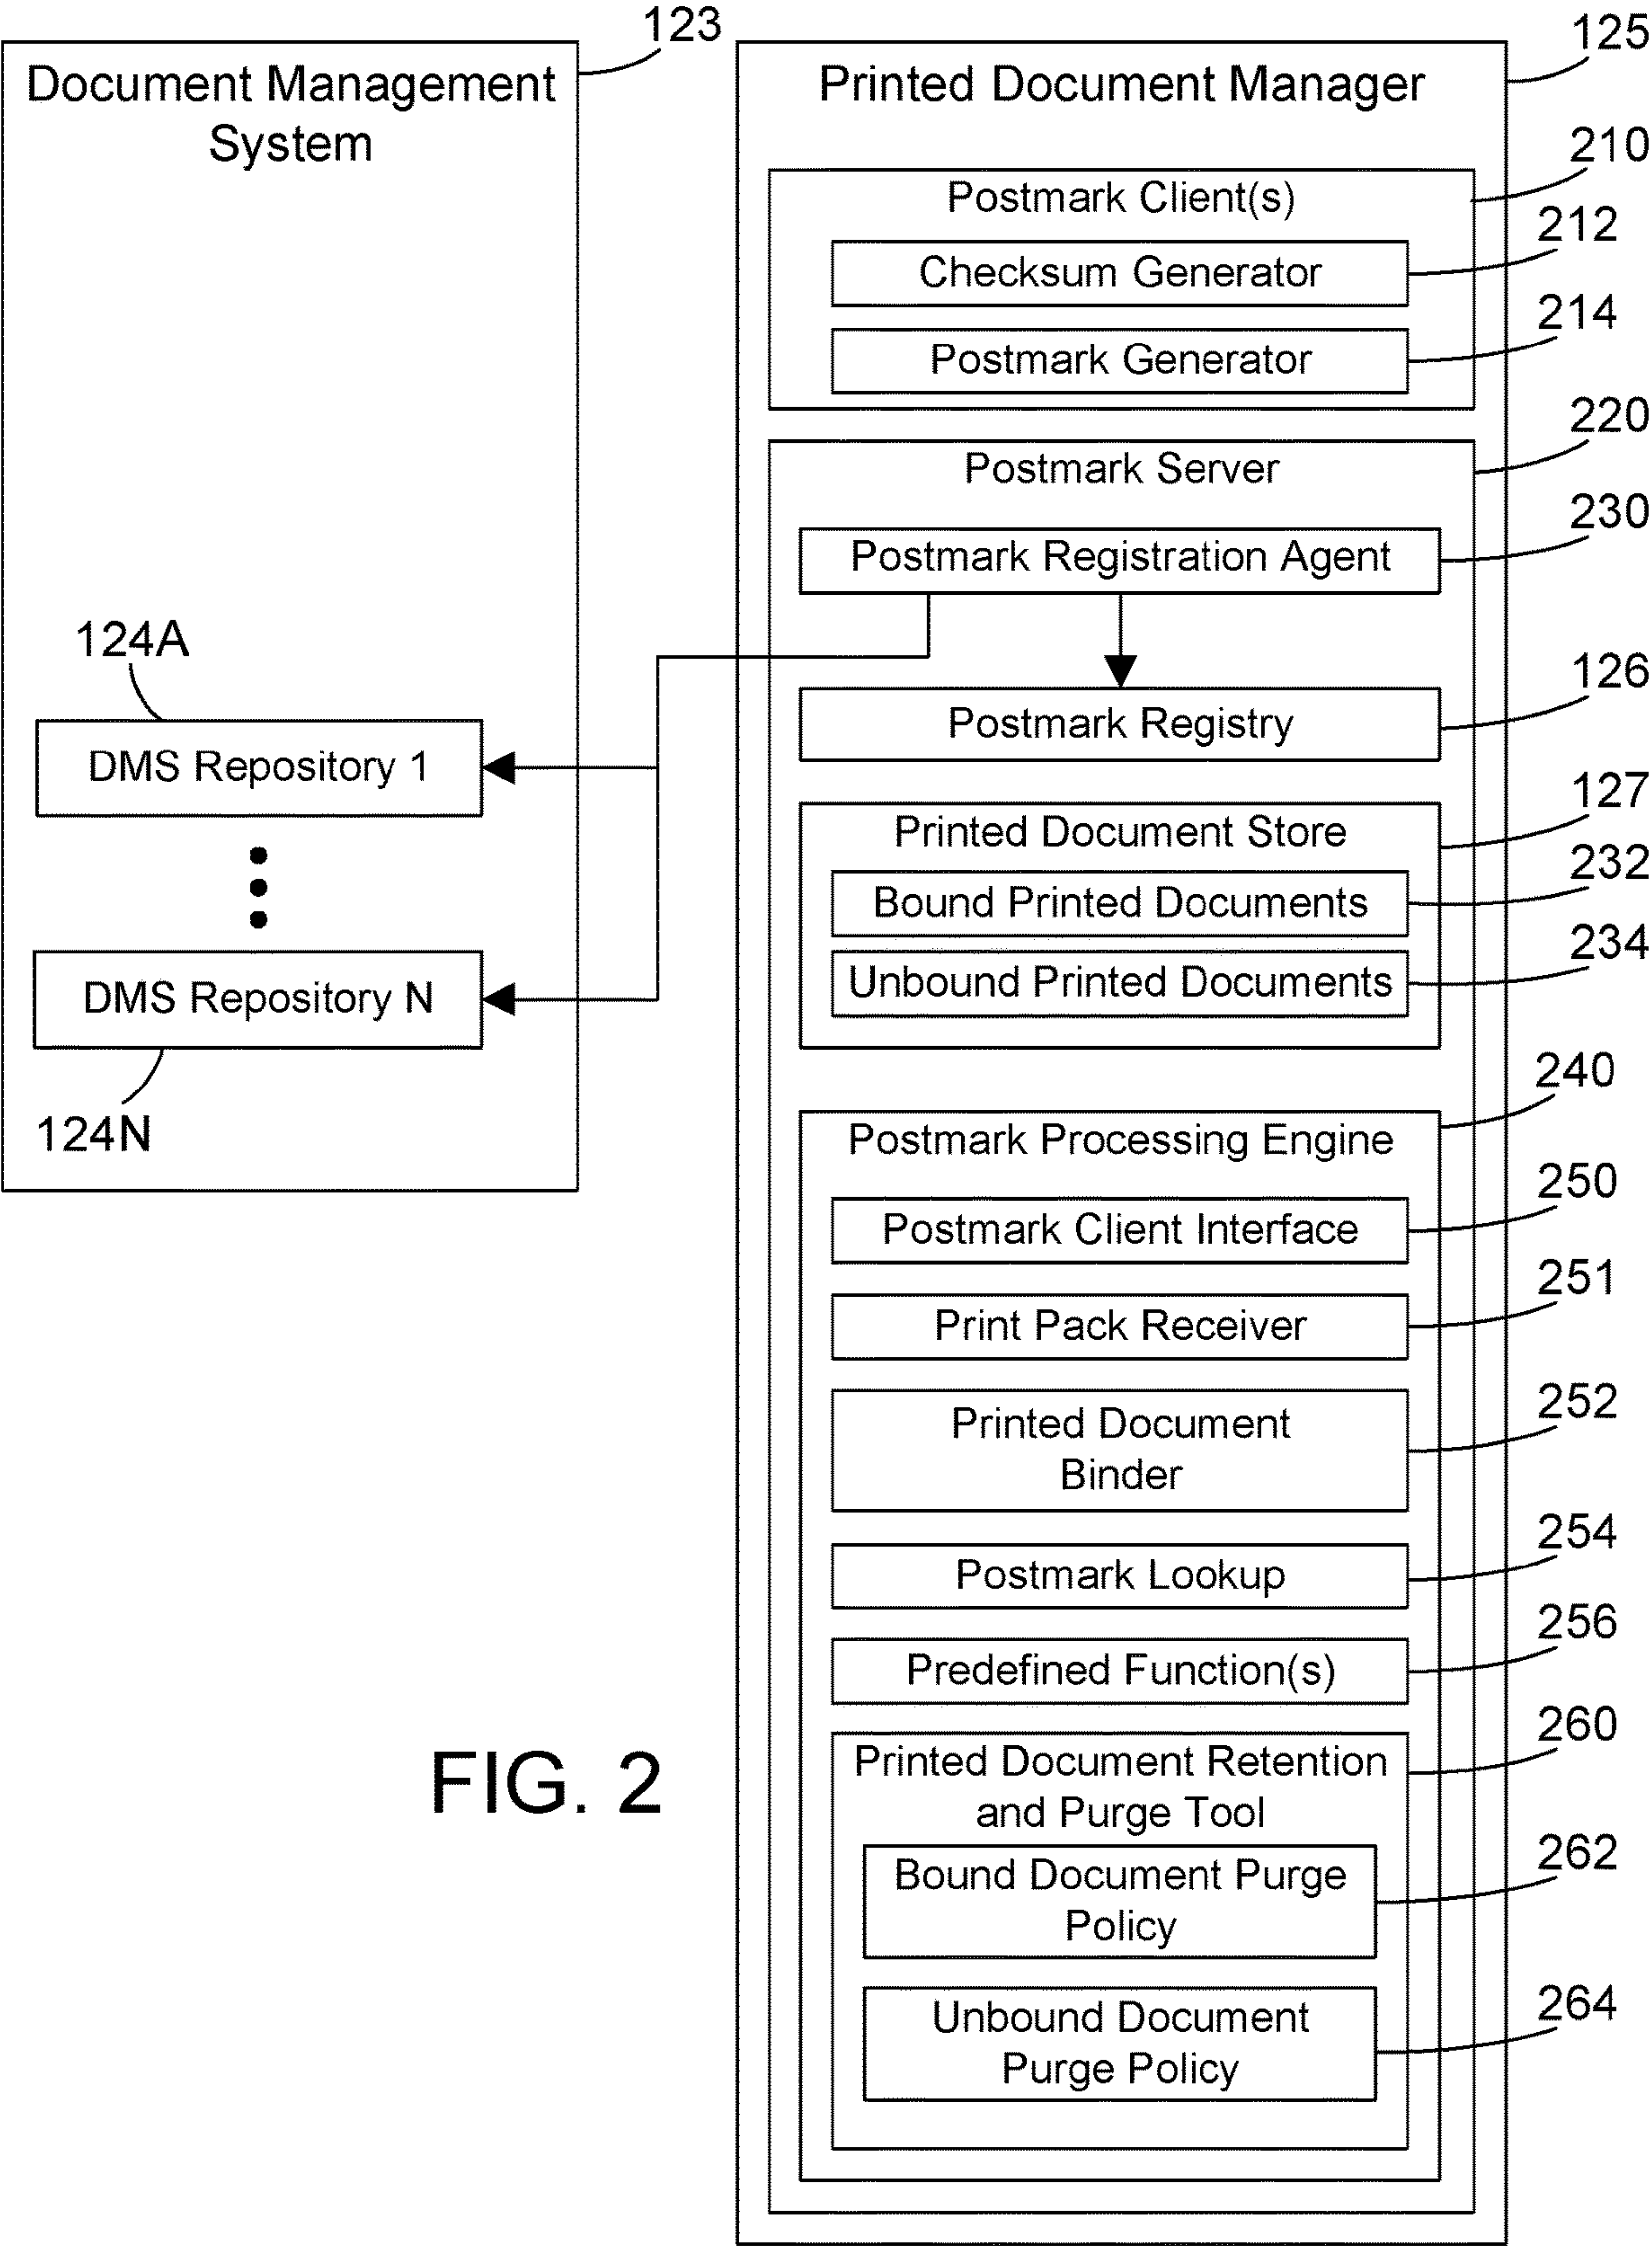 123
Document Management
System
124A
DMS Repository 1
DMS Repository N
124N
125
Printed Document Manager
210
Postmark Client(s)
212
Checksum Generator
214
Postmark Generator
220
Postmark Server
230
Postmark Registration Agent
126
Postmark Registry
127
Printed Document Store
232
Bound Printed Documents
234
Unbound Printed Documents
240
Postmark Processing Engine
250
Postmark Client Interface
251
Print Pack Receiver
252
Printed Document
Binder
254
Postmark Lookup
256
Predefined Function(s)
260
Printed Document Retention
and Purge Tool
262
Bound Document Purge
Policy
264
Unbound Document
Purge Policy
FIG. 2